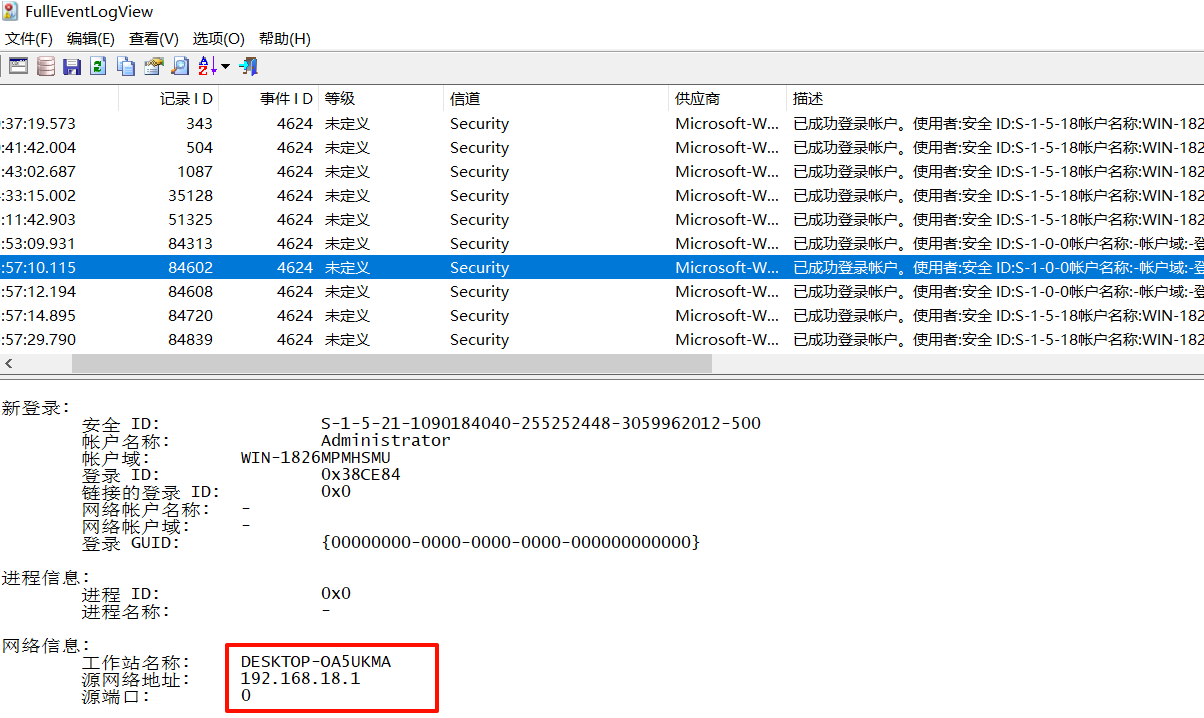 FullEventLogView
文件(F) 编辑(E) 查看(V) 选项(O) 帮助(H)
记录 I D 事件 I D 等级 信道 供应商 描述
:37:19.573 343 4624 未定义 Security Microsoft-W... 已成功登录帐户。使用者:安全 ID:S-1-5-18帐户名称:WIN-182
:41:42.004 504 4624 未定义 Security Microsoft-W... 已成功登录帐户。使用者:安全 ID:S-1-5-18帐户名称:WIN-182
:43:02.687 1087 4624 未定义 Security Microsoft-W... 已成功登录帐户。使用者:安全 ID:S-1-5-18帐户名称:WIN-182
:33:15.002 35128 4624 未定义 Security Microsoft-W... 已成功登录帐户。使用者:安全 ID:S-1-5-18帐户名称:WIN-182
:11:42.903 51325 4624 未定义 Security Microsoft-W... 已成功登录帐户。使用者:安全 ID:S-1-5-18帐户名称:WIN-182
:53:09.931 84313 4624 未定义 Security Microsoft-W... 已成功登录帐户。使用者:安全 ID:S-1-0-0帐户名称:-帐户域:-登
:57:10.115 84602 4624 未定义 Security Microsoft-W... 已成功登录帐户。使用者:安全 ID:S-1-0-0帐户名称:-帐户域:-登
:57:12.194 84608 4624 未定义 Security Microsoft-W... 已成功登录帐户。使用者:安全 ID:S-1-0-0帐户名称:-帐户域:-登
:57:14.895 84720 4624 未定义 Security Microsoft-W... 已成功登录帐户。使用者:安全 ID:S-1-5-18帐户名称:WIN-182
:57:29.790 84839 4624 未定义 Security Microsoft-W... 已成功登录帐户。使用者:安全 ID:S-1-5-18帐户名称:WIN-182
新登录:
安全 ID: S-1-5-21-1090184040-255252448-3059962012-500
帐户名称: Administrator
帐户域: WIN-1826MPMHSMU
登录 ID: 0x38CE84
链接的登录 ID: 0x0
网络帐户名称: -
网络帐户域: -
登录 GUID: {00000000-0000-0000-0000-000000000000}
进程信息:
进程 ID: 0x0
进程名称: -
网络信息:
工作站名称: DESKTOP-OA5UKMA
源网络地址: 192.168.18.1
源端口: 0